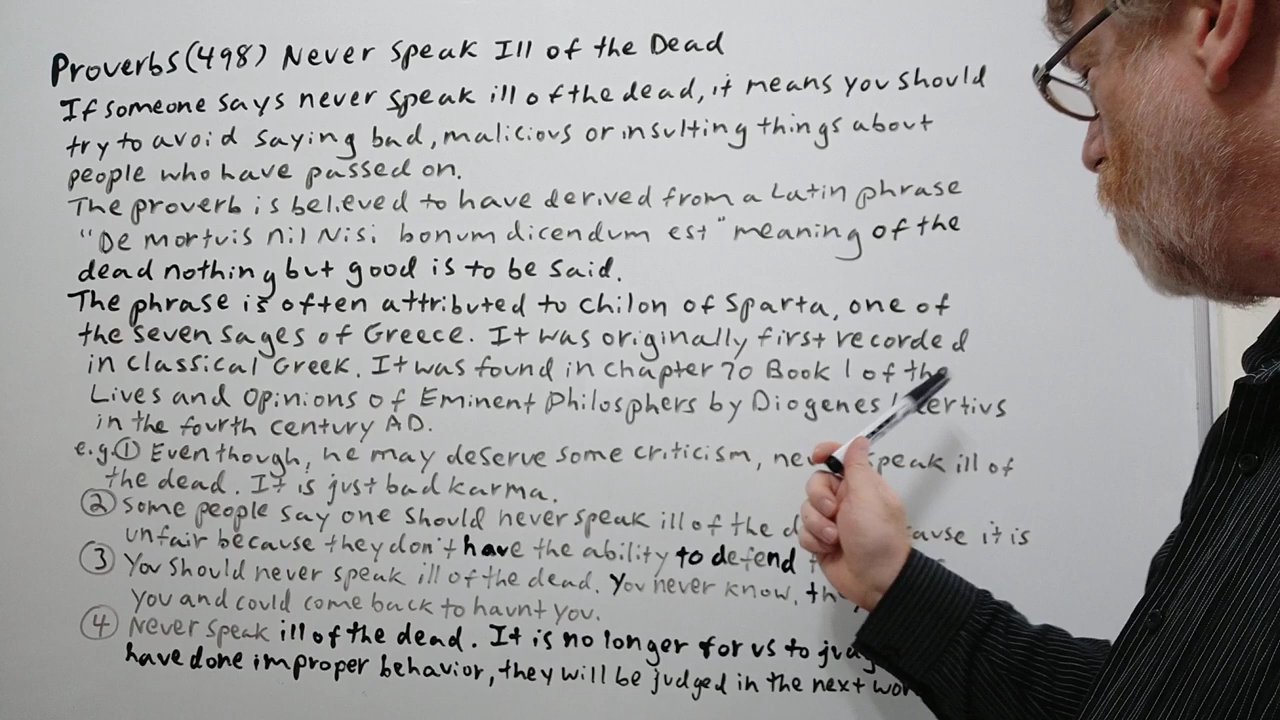 Proverbs (498) Never Speak Ill of the Dead
If someone says never speak ill of the dead, it means you should
try to avoid saying bad, malicious or insulting things about
people who have passed on.
The proverb is believed to have derived from a Latin phrase
"De mortuis nil Nisi bonum dicendum est" meaning of the
dead nothing but good is to be said.
The phrase is often attributed to Chilon of Sparta, one of
the seven sages of Greece. It was originally first recorded
in Classical Greek. It was found in chapter 70 Book 1 of the
Lives and Opinions of Eminent Philosphers by Diogenes
in the fourth century AD.
e.g. ① Even though, he may deserve some criticism, speak ill of
the dead. It is just bad karma.
② Some people say one should never speak ill of the it is
unfair because they don't have the ability to defend
③ You should never speak ill of the dead. You never know,
you and could come back to haunt you.
④ Never speak ill of the dead. It is no longer for us to
have done improper behavior, they will be judged in the next